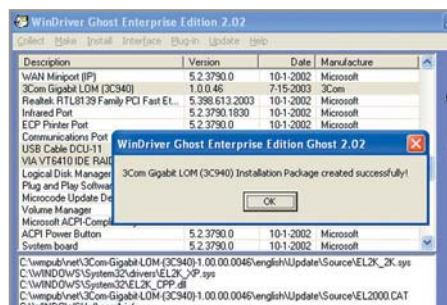 WinDriver Ghost Enterprise Edition 2.02
Collect Make Install Interface Plug-in Update Help
Description Version Date Manufacture
WAN Miniport (IP) 5.2.3790.0 10-1-2002 Microsoft
3Com Gigabit LOM (3C940) 1.0.0.46 7-15-2003 3Com
Realtek RTL8139 Family PCI Fast Et... 5.398.613.2003 10-1-2002 Microsoft
Infrared Port 5.2.3790.1830 10-1-2002 Microsoft
ECP Printer Port 5.2.3790.0 10-1-2002 Microsoft
Communications Port
USB Cable DCU-11
VIA VT6410 IDE RAID
Logical Disk Manager
Plug and Play Software
Microcode Update De
Volume Manager
Microsoft ACPI-Compl
ACPI Power Button 5.2.3790.0 10-1-2002 Microsoft
System board 5.2.3790.0 10-1-2002 Microsoft
WinDriver Ghost Enterprise Edition Ghost 2.02
3Com Gigabit LOM (3C940) Installation Package created successfully!
OK
C:\wmpub\net\3Com-Gigabit-LOM-(3C940)-1.00.00.0046\english\Update\Source\EL2K_2K.sys
C:\WINDOWS\System32\drivers\EL2K_XP.sys
C:\WINDOWS\System32\EL2K_CPP.dll
C:\wmpub\net\3Com-Gigabit-LOM-(3C940)-1.00.00.0046\english\Update\Source\EL2000.CAT